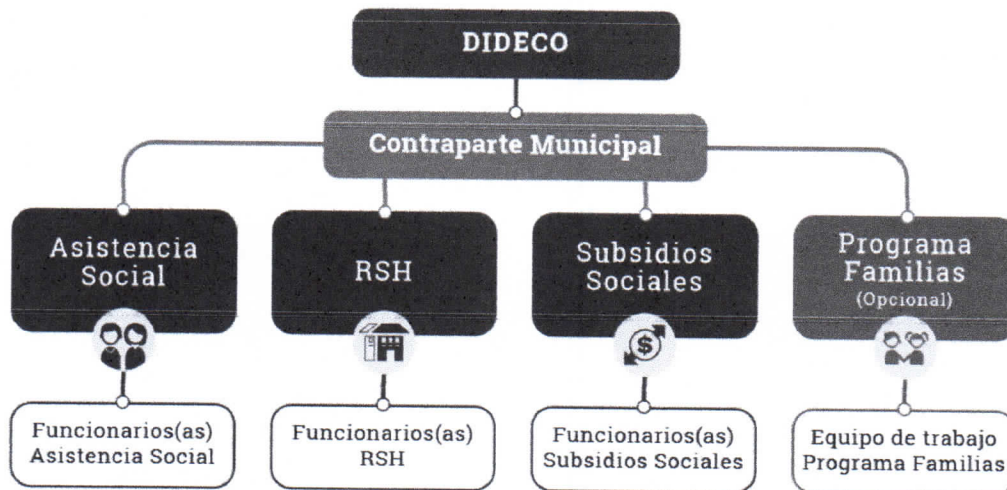 DIDECO
Contraparte Municipal
Asistencia
Social
RSH
Subsidios
Sociales
Programa
Familias
(Opcional)
$
Funcionarios(as)
Asistencia Social
Funcionarios(as)
RSH
Funcionarios(as)
Subsidios Sociales
Equipo de trabajo
Programa Familias